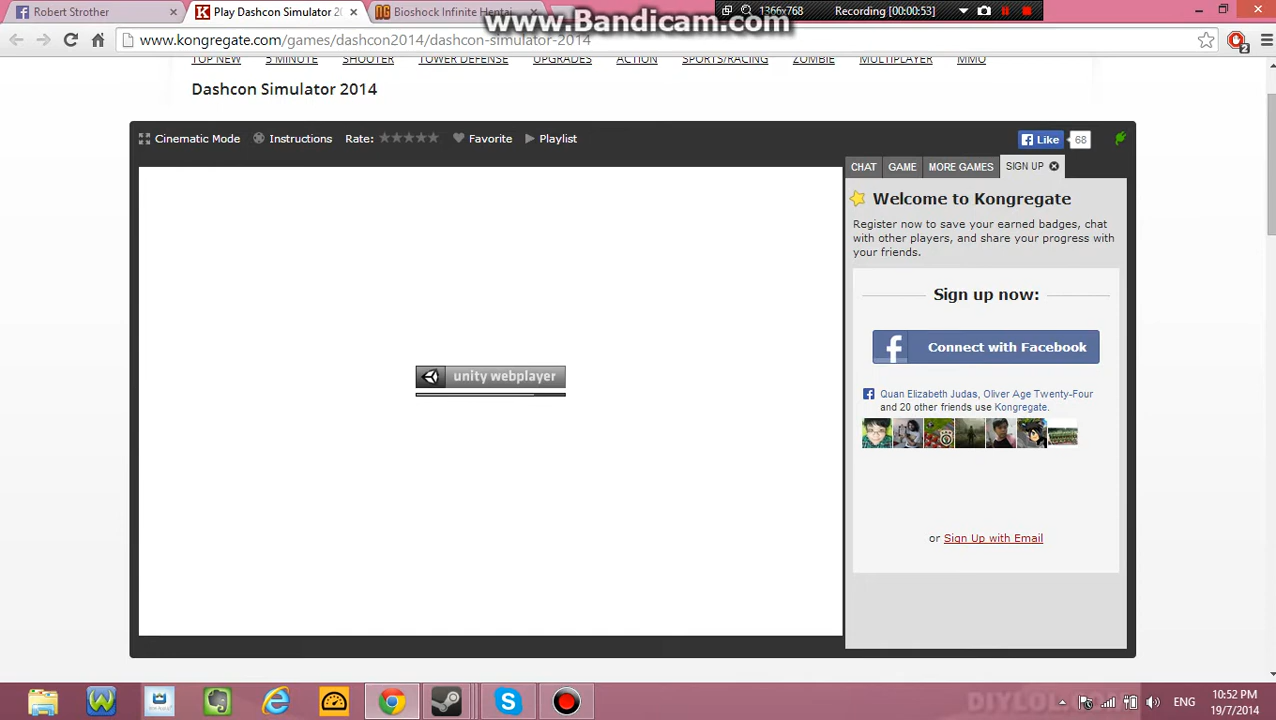 Robert Strother
Play Dashcon Simulator 20
Bioshock Infinite Hentai
www.Bandicam.com
1366x768
Recording [00:00:53]
www.kongregate.com/games/dashcon2014/dashcon-simulator-2014
2
TOP NEW 5 MINUTE SHOOTER TOWER DEFENSE UPGRADES ACTION SPORTS/RACING ZOMBIE MULTIPLAYER MMO
Dashcon Simulator 2014
Cinematic Mode Instructions Rate: Favorite Playlist
Like 68
CHAT GAME MORE GAMES SIGN UP
Welcome to Kongregate
Register now to save your earned badges, chat
with other players, and share your progress with
your friends.
Sign up now:
Connect with Facebook
unity webplayer
Quan Elizabeth Judas, Oliver Age Twenty-Four
and 20 other friends use Kongregate.
or Sign Up with Email
DIYLOL.COM
ENG
10:52 PM
19/7/2014